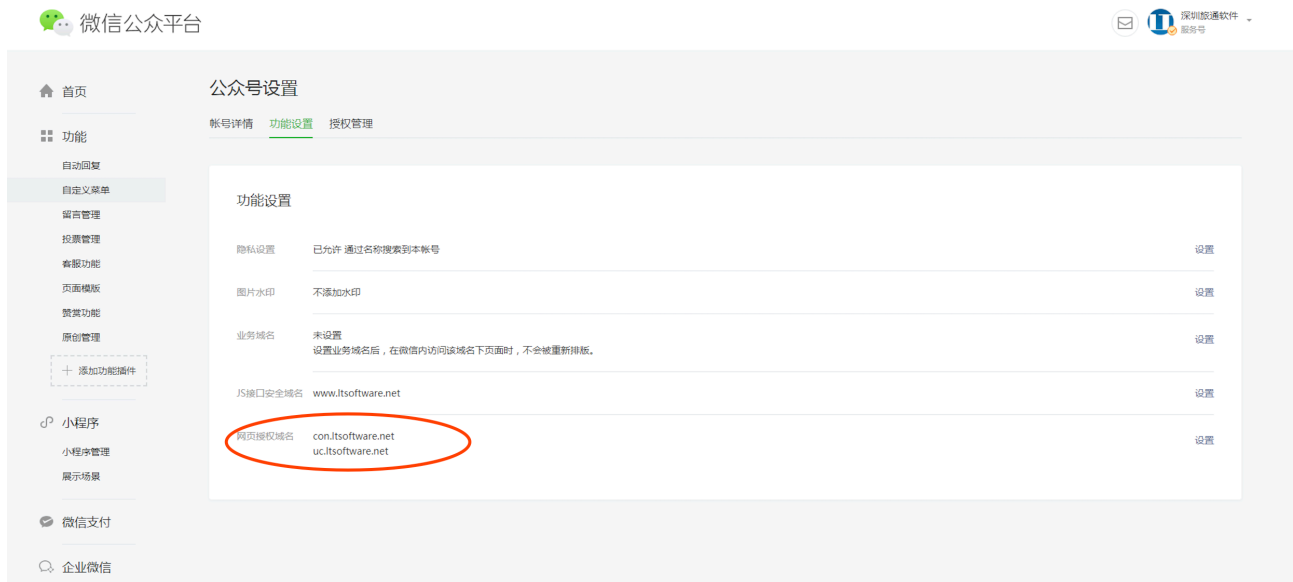 微信公众平台
深圳旅通软件
服务号
首页
功能
自动回复
自定义菜单
留言管理
投票管理
客服功能
页面模版
赞赏功能
原创管理
添加功能插件
小程序
小程序管理
展示场景
微信支付
企业微信
公众号设置
帐号详情 功能设置 授权管理
功能设置
隐私设置 已允许 通过名称搜索到本帐号 设置
图片水印 不添加水印 设置
业务域名 未设置 设置
设置业务域名后，在微信内访问该域名下页面时，不会被重新排版。
JS接口安全域名 www.ltsoftware.net 设置
网页授权域名 con.ltsoftware.net 设置
uc.ltsoftware.net